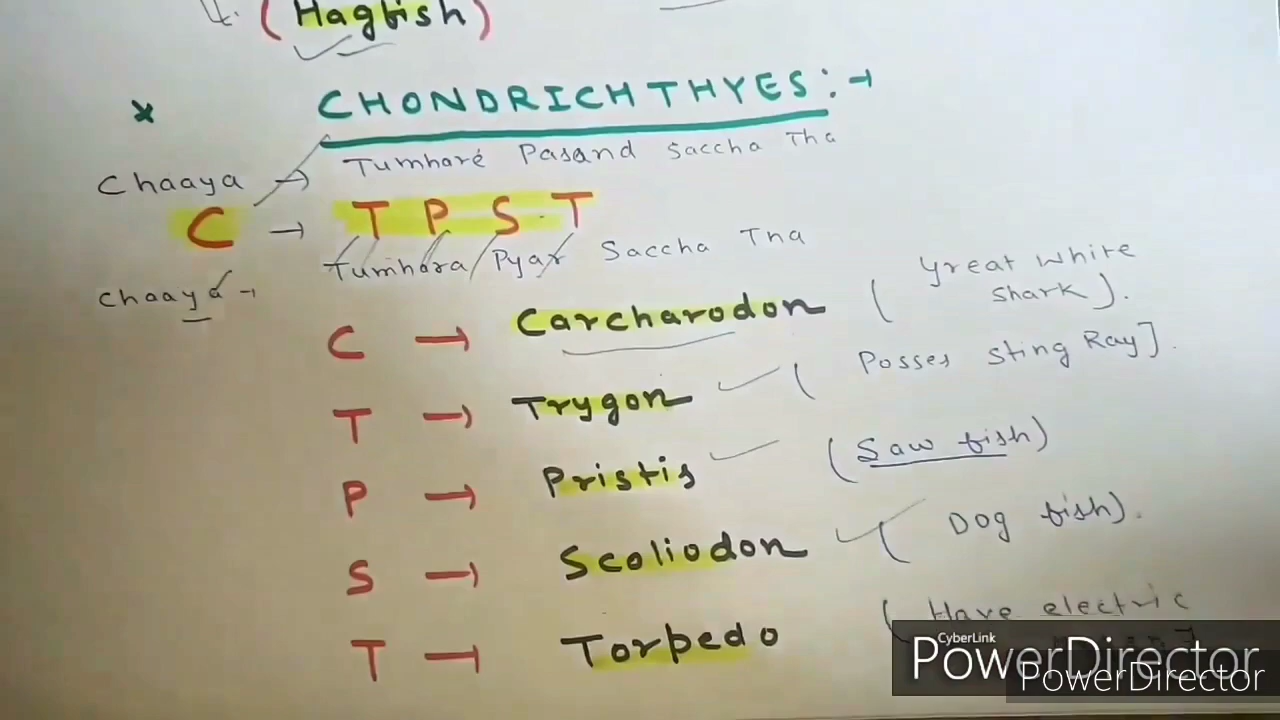 (Hagfish)
* CHONDRICHTHYES :→
Chaaya → Tumharé Pasand Saccha Tha
C → T P S.T
Chaaya → Tumhara Pyar Saccha Tha
C → Carcharodon (Great white shark).
T → Trygon (Posses sting Ray]
P → Pristis (Saw fish)
S → Scoliodon (Dog fish).
T → Torpedo (Have electric
CyberLink
PowerDirector
PowerDirector